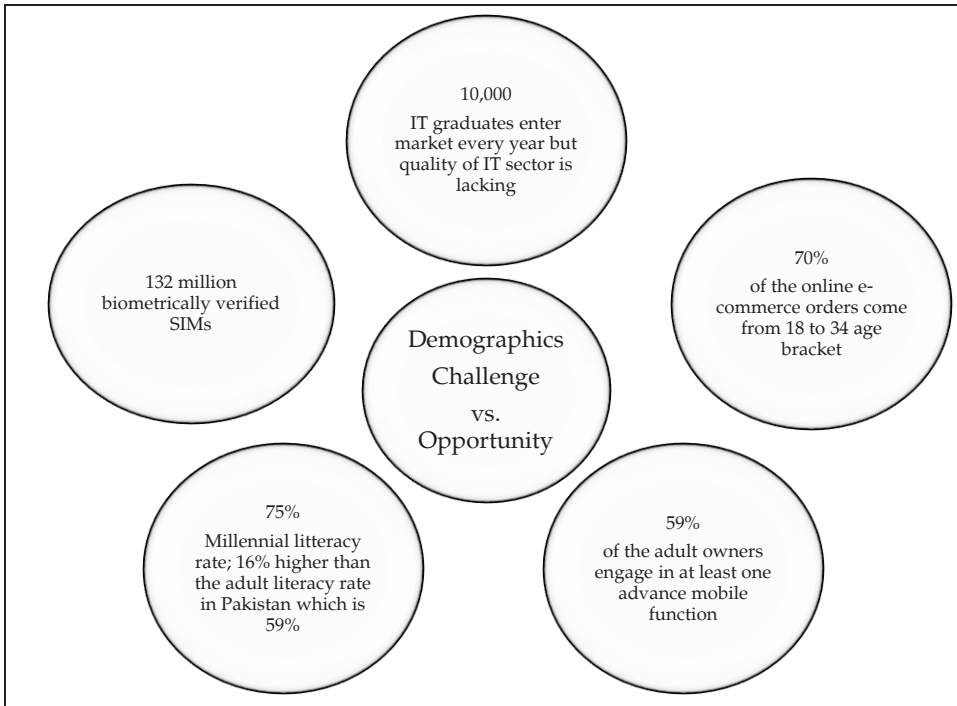 10,000
IT graduates enter
market every year but
quality of IT sector is
lacking
132 million
biometrically verified
SIMs
70%
of the online e-
commerce orders come
from 18 to 34 age
bracket
Demographics
Challenge
vs.
Opportunity
75%
Millennial litteracy
rate; 16% higher than
the adult literacy rate
in Pakistan which is
59%
59%
of the adult owners
engage in at least one
advance mobile
function